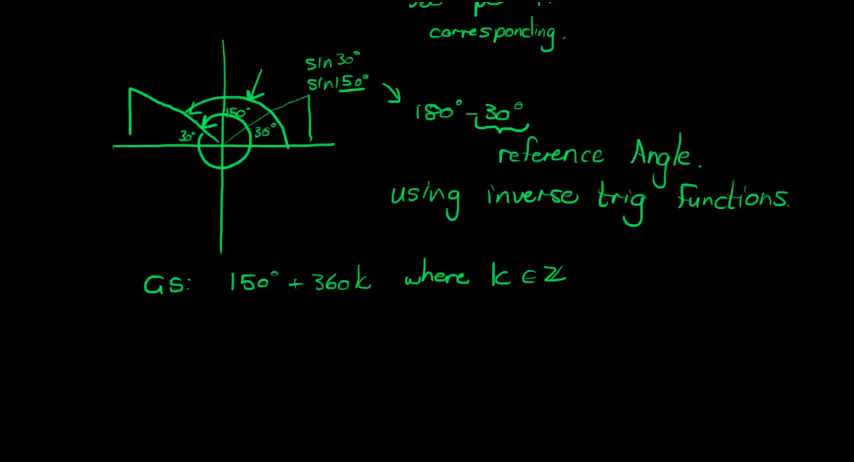 corresponding.
sin 30°
sin 150°
180° - 30°
150°
30°
30°
reference Angle.
using inverse trig functions.
GS: 150° + 360k where k ∈ ℤ